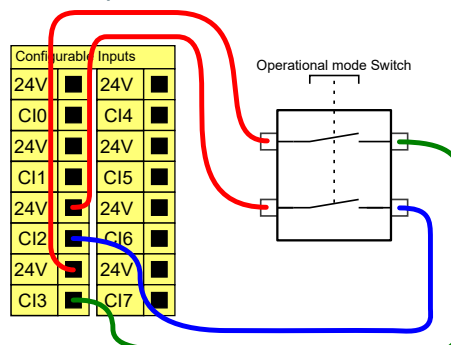 Configurable Inputs
Operational mode Switch
24V 24V
CI0 CI4
24V 24V
CI1 CI5
24V 24V
CI2 CI6
24V 24V
CI3 CI7